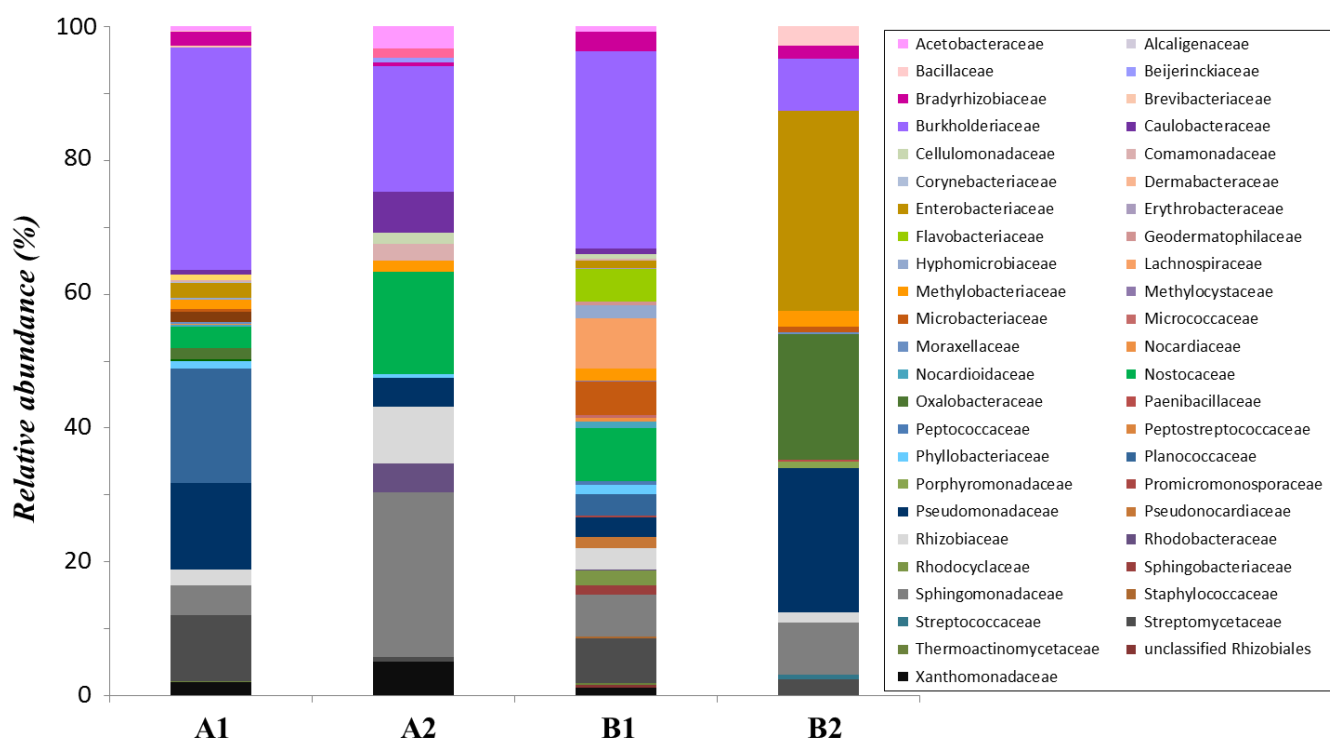 Relative abundance (%)
100
80
60
40
20
0
A1 A2 B1 B2
Acetobacteraceae Alcaligenaceae
Bacillaceae Beijerinckiaceae
Bradyrhizobiaceae Brevibacteriaceae
Burkholderiaceae Caulobacteraceae
Cellulomonadaceae Comamonadaceae
Corynebacteriaceae Dermabacteraceae
Enterobacteriaceae Erythrobacteraceae
Flavobacteriaceae Geodermatophilaceae
Hyphomicrobiaceae Lachnospiraceae
Methylobacteriaceae Methylocystaceae
Microbacteriaceae Micrococcaceae
Moraxellaceae Nocardiaceae
Nocardioidaceae Nostocaceae
Oxalobacteraceae Paenibacillaceae
Peptococcaceae Peptostreptococcaceae
Phyllobacteriaceae Planococcaceae
Porphyromonadaceae Promicromonosporaceae
Pseudomonadaceae Pseudonocardiaceae
Rhizobiaceae Rhodobacteraceae
Rhodocyclaceae Sphingobacteriaceae
Sphingomonadaceae Staphylococcaceae
Streptococcaceae Streptomycetaceae
Thermoactinomycetaceae unclassified Rhizobiales
Xanthomonadaceae